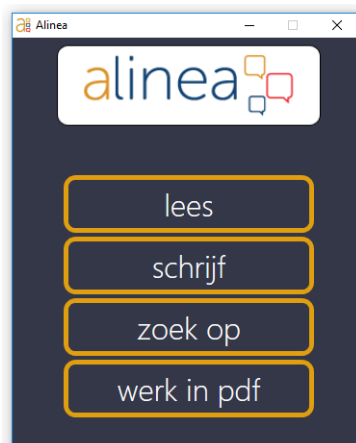 Alinea
alinea
lees
schrijf
zoek op
werk in pdf